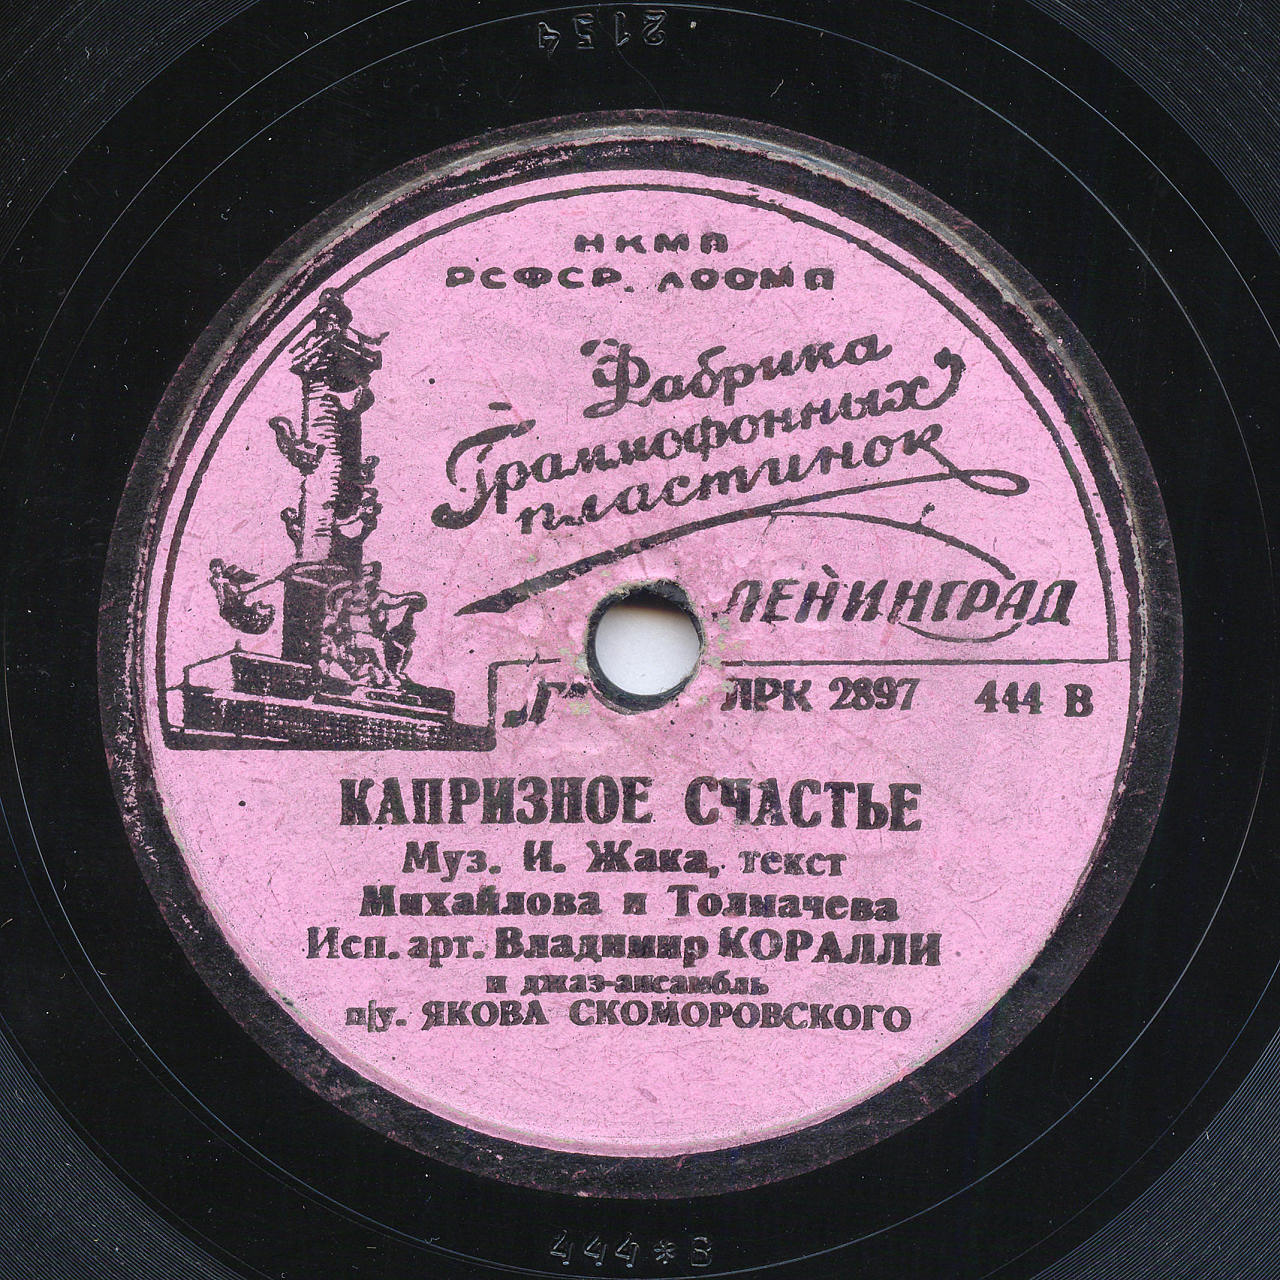 2154
НКМП
РСФСР. ЛООМП
Фабрика
Граммофонных
пластинок
ЛЕНИНГРАД
ЛРК 2897 444 В
КАПРИЗНОЕ СЧАСТЬЕ
Муз. И. Жака, текст
Михайлова и Толмачева
Исп. арт. Владимир КОРАЛЛИ
и джаз-ансамбль
п/у. ЯКОВА СКОМОРОВСКОГО
444*В